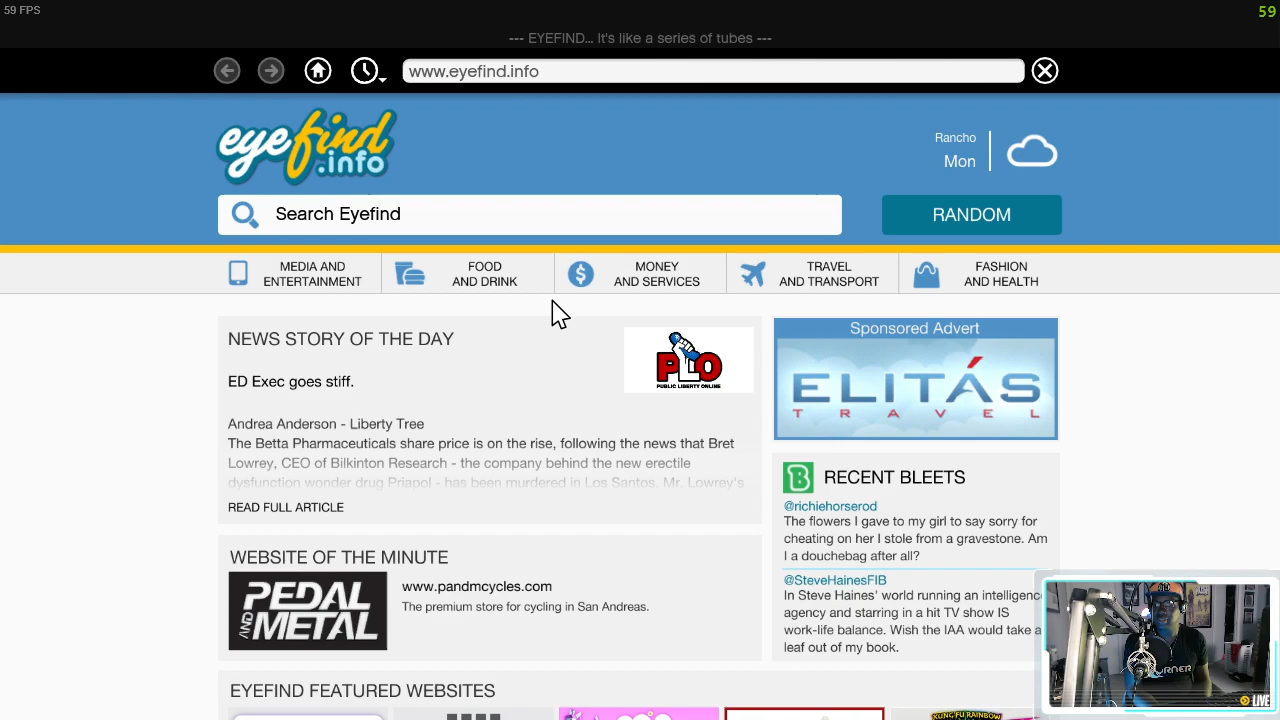 59 FPS
59
--- EYEFIND... It's like a series of tubes ---
www.eyefind.info
eyefind
.info
Rancho
Mon
Search Eyefind
RANDOM
MEDIA AND
ENTERTAINMENT
FOOD
AND DRINK
MONEY
AND SERVICES
TRAVEL
AND TRANSPORT
FASHION
AND HEALTH
NEWS STORY OF THE DAY
PLO
PUBLIC LIBERTY ONLINE
ED Exec goes stiff.
Andrea Anderson - Liberty Tree
The Betta Pharmaceuticals share price is on the rise, following the news that Bret
Lowrey, CEO of Bilkinton Research - the company behind the new erectile
dysfunction wonder drug Priapol - has been murdered in Los Santos. Mr. Lowrey's
READ FULL ARTICLE
Sponsored Advert
ELITÁS
TRAVEL
B RECENT BLEETS
@richiehorserod
The flowers I gave to my girl to say sorry for
cheating on her I stole from a gravestone. Am
I a douchebag after all?
@SteveHainesFIB
In Steve Haines' world running an intelligence
agency and starring in a hit TV show IS
work-life balance. Wish the IAA would take a
leaf out of my book.
WEBSITE OF THE MINUTE
PEDAL
AND METAL
www.pandmcycles.com
The premium store for cycling in San Andreas.
EYEFIND FEATURED WEBSITES
KUNG FU RAINBOW
LIVE